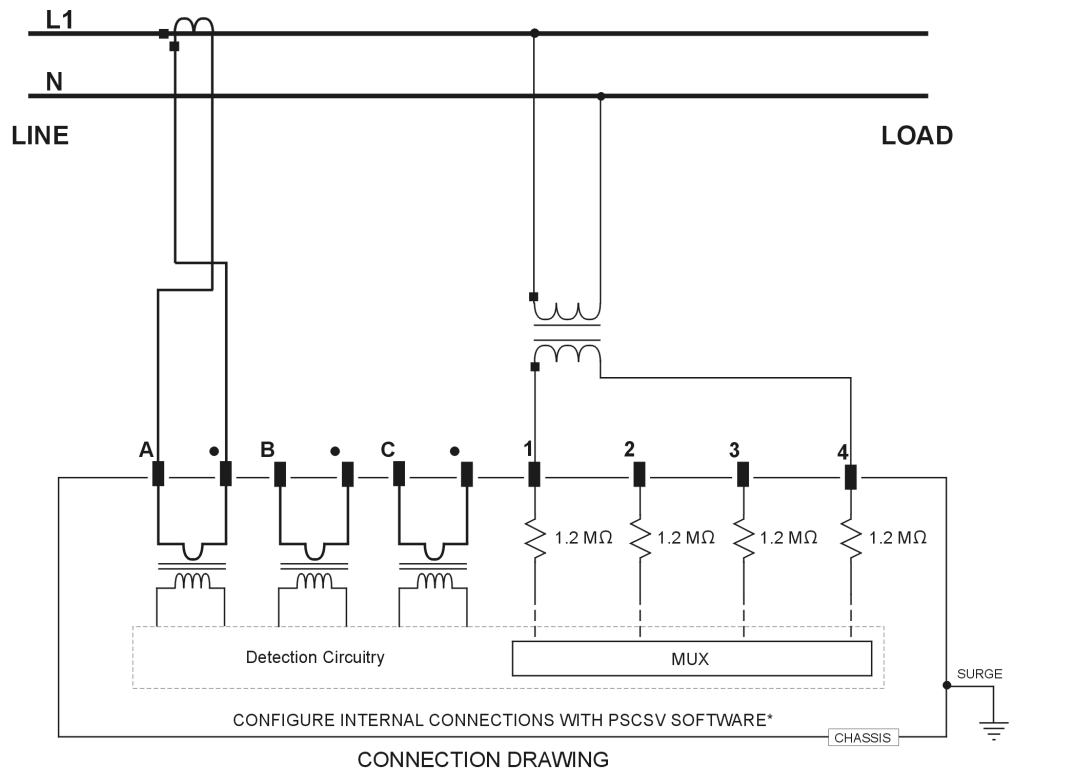 L1
N
LINE
LOAD
A B C 1 2 3 4
1.2 MΩ 1.2 MΩ 1.2 MΩ 1.2 MΩ
Detection Circuitry
MUX
SURGE
CONFIGURE INTERNAL CONNECTIONS WITH PSCSV SOFTWARE*
CHASSIS
CONNECTION DRAWING